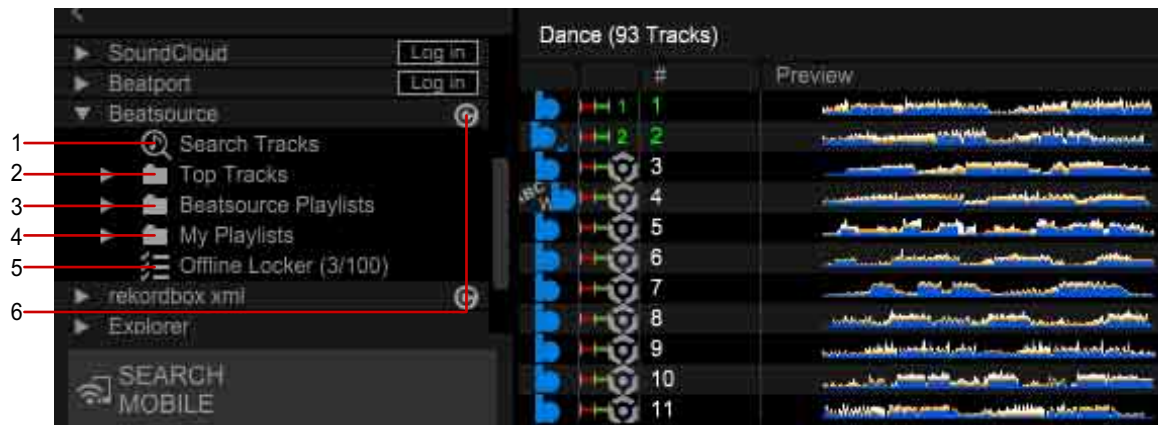 SoundCloud Log in
Beatport Log in
Beatsource
1 Search Tracks
2 Top Tracks
3 Beatsource Playlists
4 My Playlists
5 Offline Locker (3/100)
6 rekordbox xml
Explorer
SEARCH
MOBILE
Dance (93 Tracks)
# Preview
1 1
2 2
3
ABC 4
5
6
7
8
9
10
11